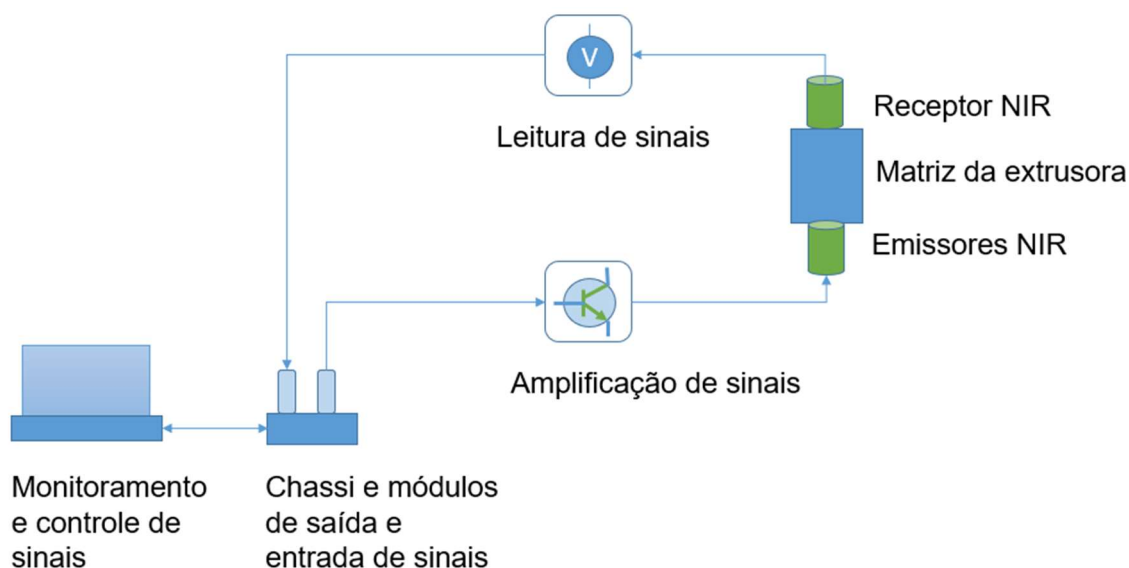 V
Leitura de sinais
Receptor NIR
Matriz da extrusora
Emissores NIR
Amplificação de sinais
Monitoramento
e controle de
sinais
Chassi e módulos
de saída e
entrada de sinais